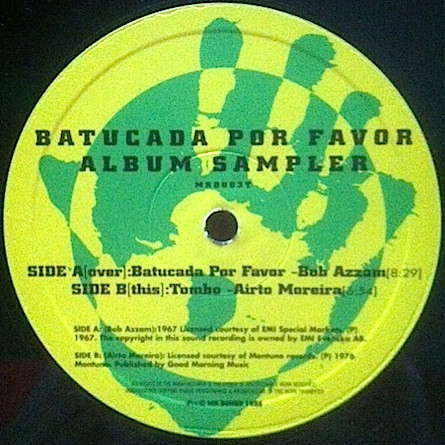 BATUCADA POR FAVOR
ALBUM SAMPLER
MRB003T
SIDE A[over]:Batucada Por Favor -Bob Azzam[8:29]
SIDE B[this]:Tombo -Airto Moreira[6:54]
SIDE A: (Bob Azzam):1967 Licensed courtesy of EMI Special Markets. (P)
1967. The copyright in this sound recording is owned by EMI Svenska AB.
SIDE B: (Airto Moreira): Licensed courtesy of Montuno records. (P) 1976
Montuno. Published by Good Morning Music
P+© MR BONGO